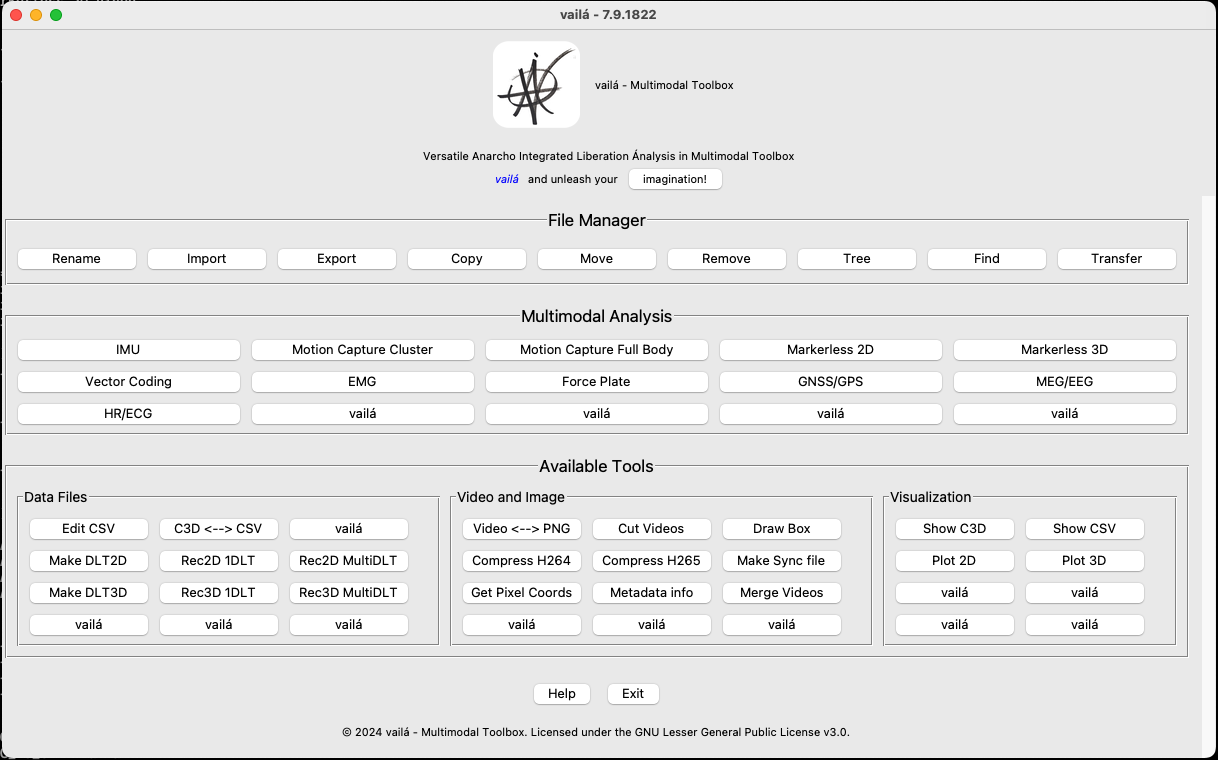 vailá - 7.9.1822
vailá - Multimodal Toolbox
Versatile Anarcho Integrated Liberation Ánalysis in Multimodal Toolbox
vailá and unleash your imagination!
File Manager
Rename Import Export Copy Move Remove Tree Find Transfer
Multimodal Analysis
IMU Motion Capture Cluster Motion Capture Full Body Markerless 2D Markerless 3D
Vector Coding EMG Force Plate GNSS/GPS MEG/EEG
HR/ECG vailá vailá vailá vailá
Available Tools
Data Files
Edit CSV C3D <--> CSV vailá
Make DLT2D Rec2D 1DLT Rec2D MultiDLT
Make DLT3D Rec3D 1DLT Rec3D MultiDLT
vailá vailá vailá
Video and Image
Video <--> PNG Cut Videos Draw Box
Compress H264 Compress H265 Make Sync file
Get Pixel Coords Metadata info Merge Videos
vailá vailá vailá
Visualization
Show C3D Show CSV
Plot 2D Plot 3D
vailá vailá
vailá vailá
Help Exit
© 2024 vailá - Multimodal Toolbox. Licensed under the GNU Lesser General Public License v3.0.